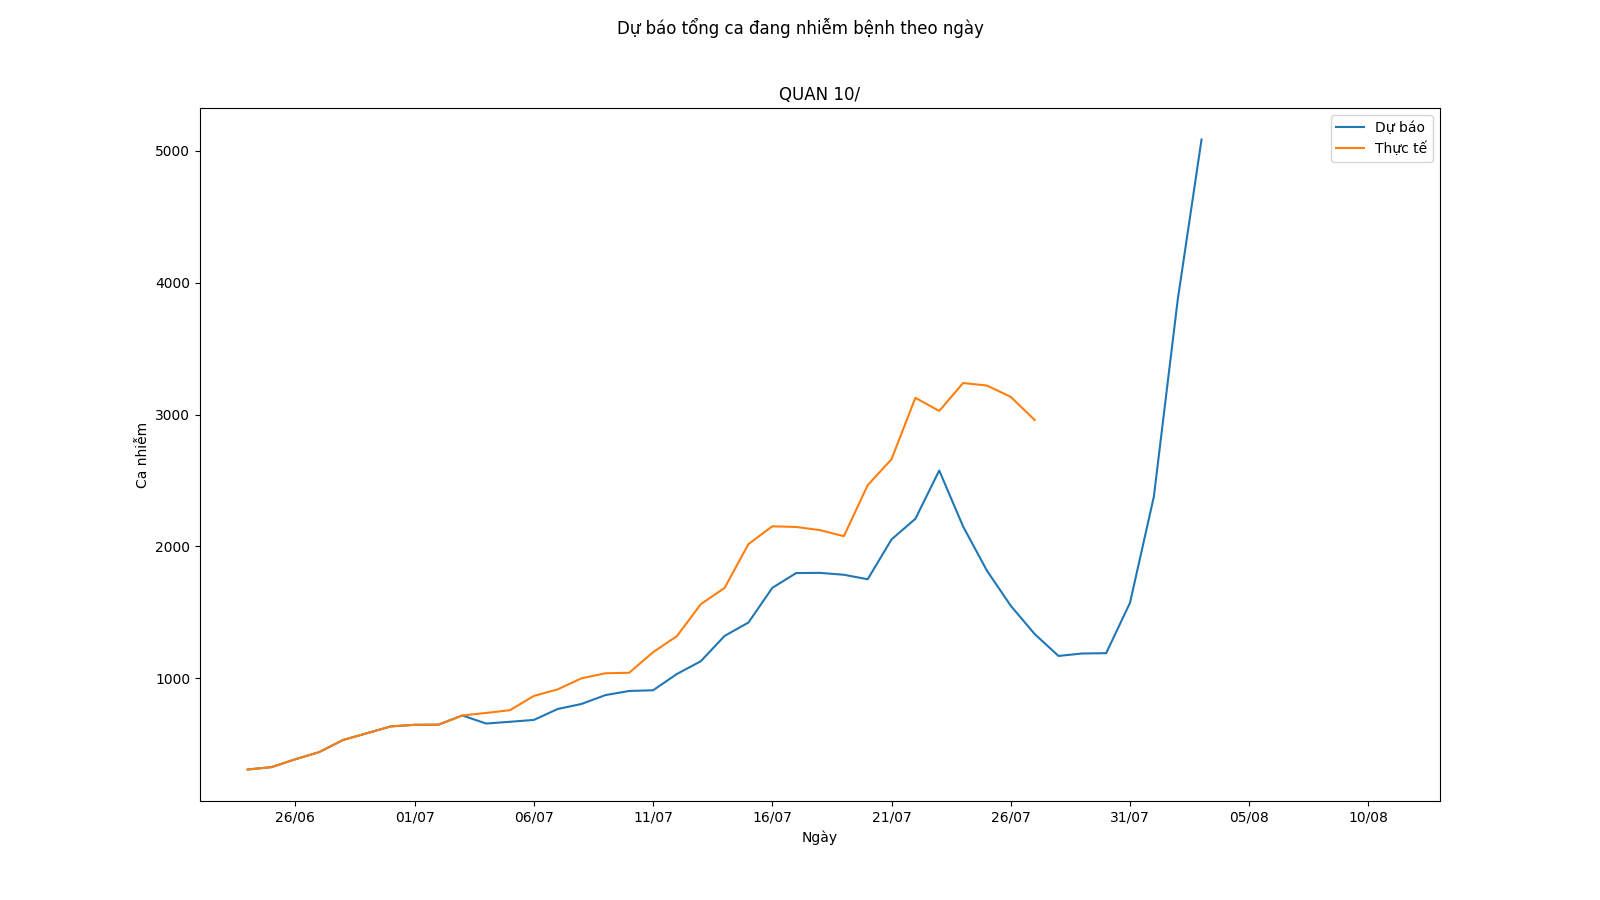 Dự báo tổng ca đang nhiễm bệnh theo ngày
QUAN 10/
Dự báo
Thực tế
5000
4000
3000
2000
1000
Ca nhiễm
26/06
01/07
06/07
11/07
16/07
21/07
26/07
31/07
05/08
10/08
Ngày